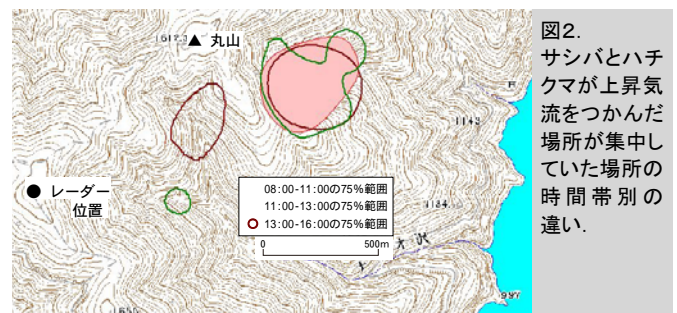 1612.3
▲ 丸山
1143
● レーダー
位置
08:00-11:00の75%範囲
11:00-13:00の75%範囲
13:00-16:00の75%範囲
0 500m
1184.
沢
997
1650
図2.
サシバとハチ
クマが上昇気
流をつかんだ
場所が集中し
ていた場所の
時間帯別の
違い.